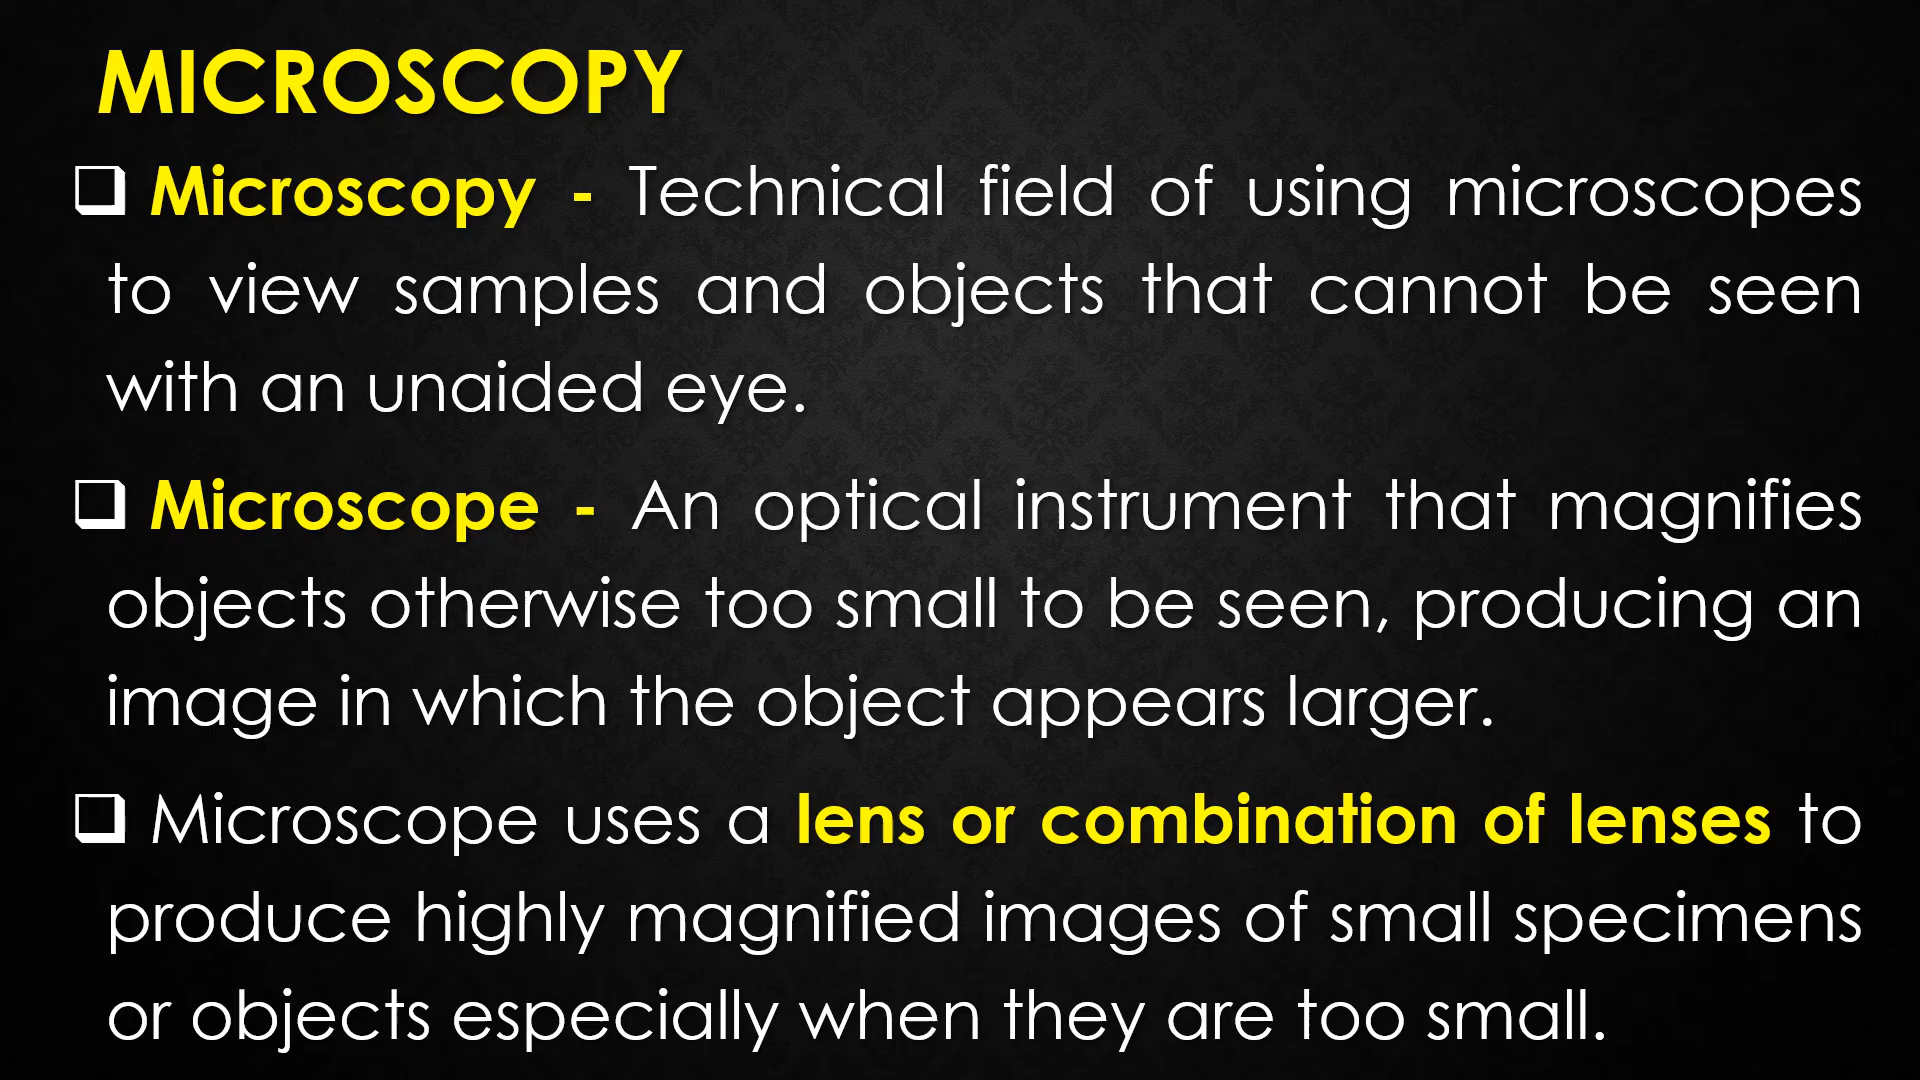 MICROSCOPY
❑ Microscopy - Technical field of using microscopes
to view samples and objects that cannot be seen
with an unaided eye.
❑ Microscope - An optical instrument that magnifies
objects otherwise too small to be seen, producing an
image in which the object appears larger.
❑ Microscope uses a lens or combination of lenses to
produce highly magnified images of small specimens
or objects especially when they are too small.